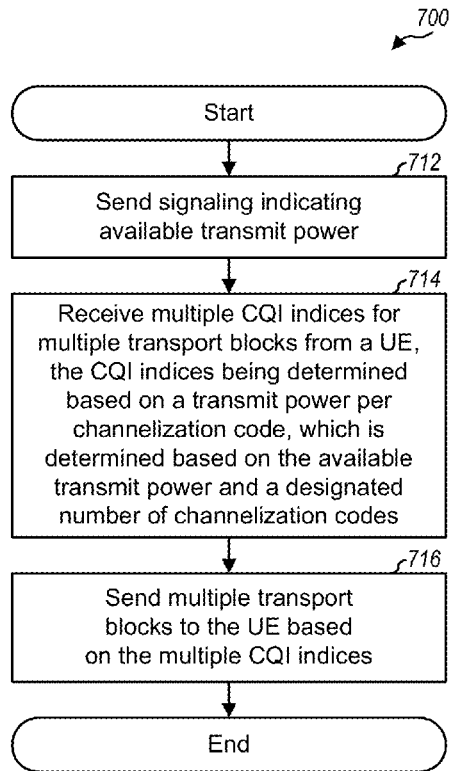 700
Start
712
Send signaling indicating
available transmit power
714
Receive multiple CQI indices for
multiple transport blocks from a UE,
the CQI indices being determined
based on a transmit power per
channelization code, which is
determined based on the available
transmit power and a designated
number of channelization codes
716
Send multiple transport
blocks to the UE based
on the multiple CQI indices
End